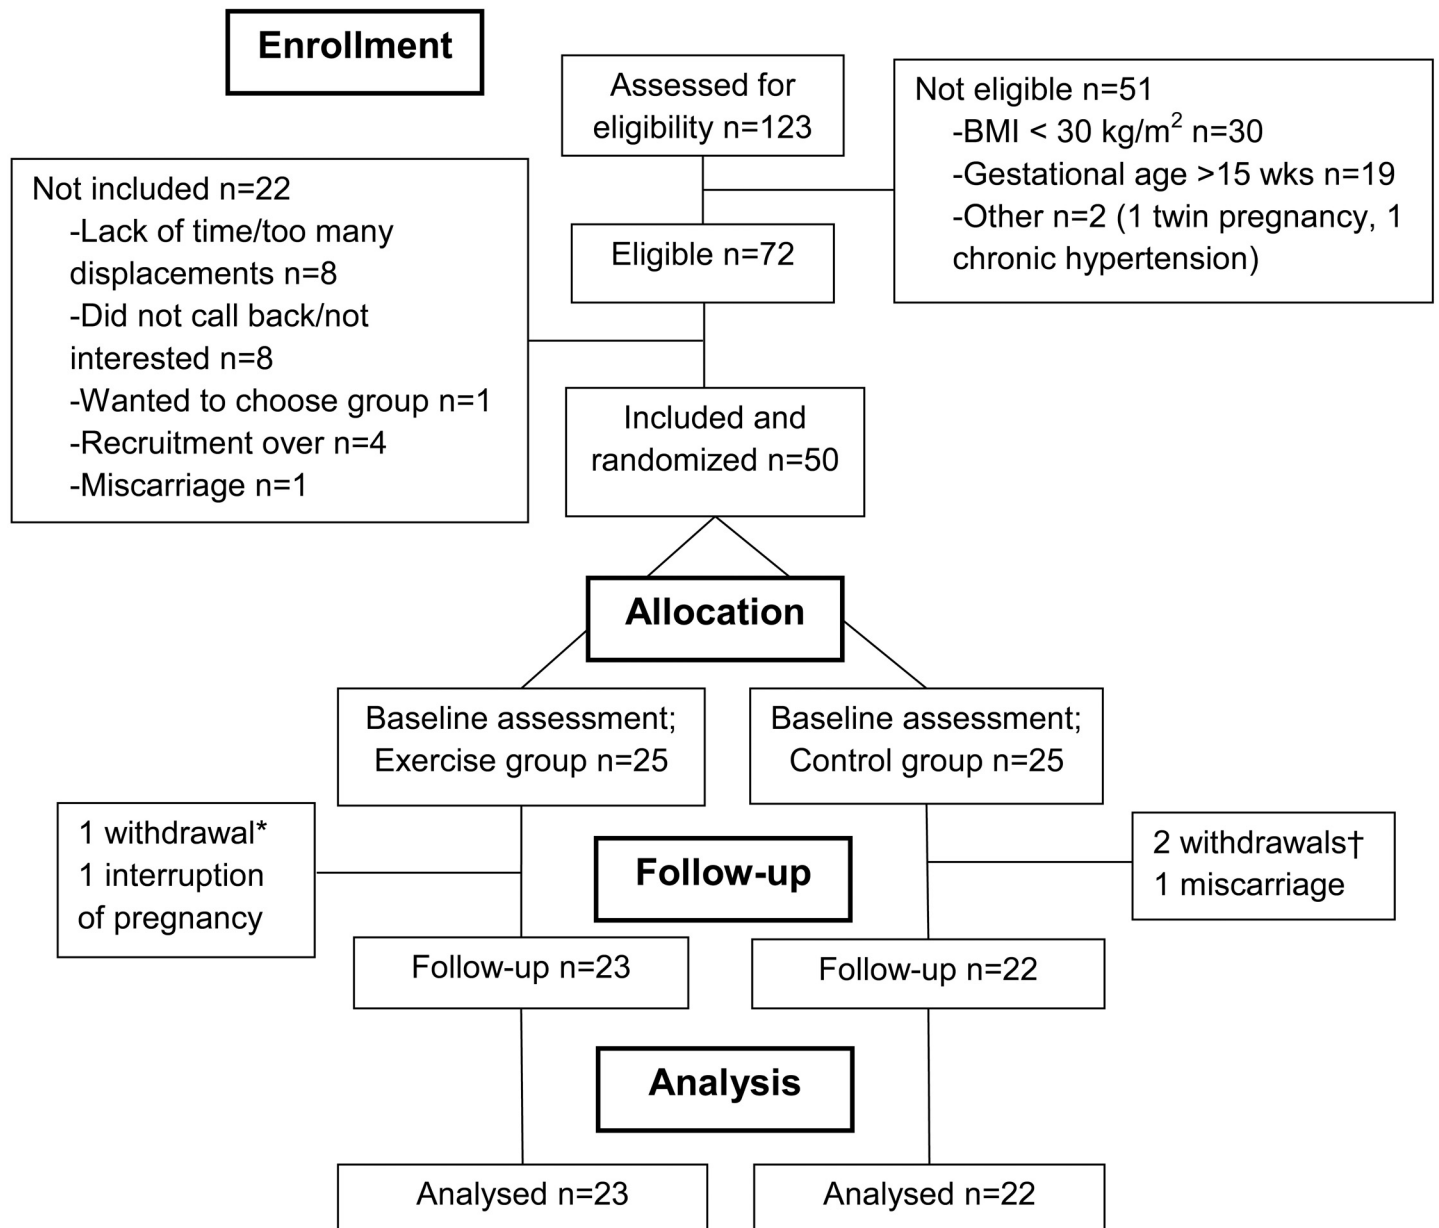 Enrollment
Assessed for
eligibility n=123
Not eligible n=51
-BMI < 30 kg/m² n=30
-Gestational age >15 wks n=19
-Other n=2 (1 twin pregnancy, 1
chronic hypertension)
Not included n=22
-Lack of time/too many
displacements n=8
-Did not call back/not
interested n=8
-Wanted to choose group n=1
-Recruitment over n=4
-Miscarriage n=1
Eligible n=72
Included and
randomized n=50
Allocation
Baseline assessment;
Exercise group n=25
Baseline assessment;
Control group n=25
1 withdrawal*
1 interruption
of pregnancy
Follow-up
2 withdrawals†
1 miscarriage
Follow-up n=23
Follow-up n=22
Analysis
Analysed n=23
Analysed n=22